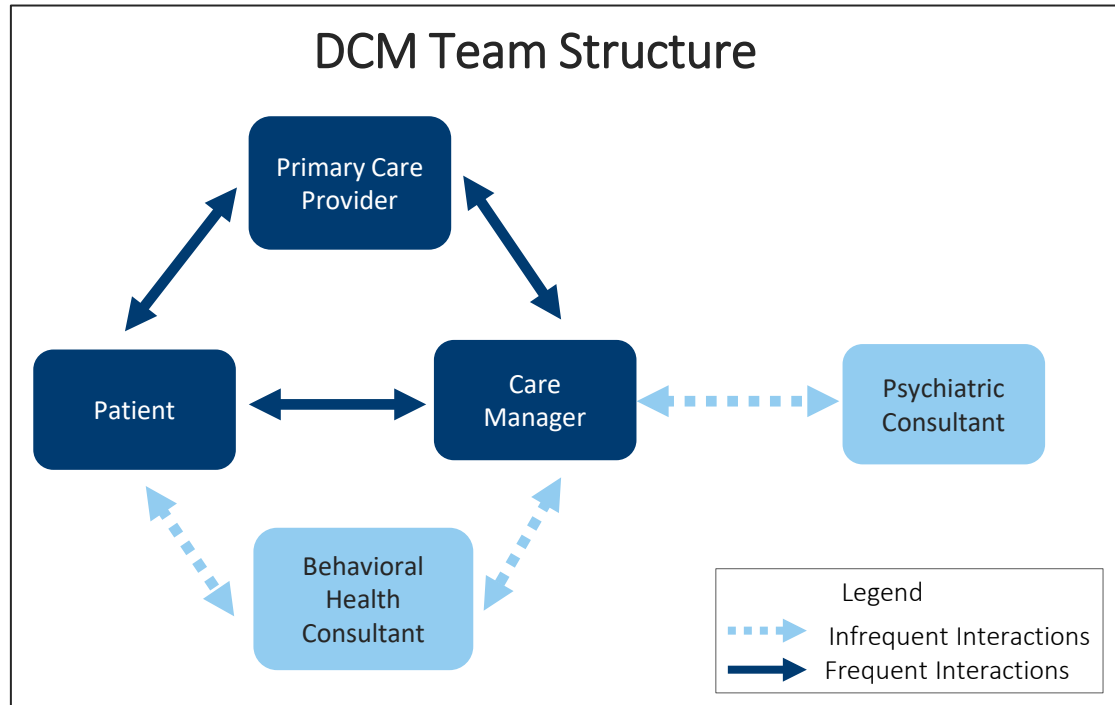 DCM Team Structure
Primary Care
Provider
Patient
Care
Manager
Psychiatric
Consultant
Behavioral
Health
Consultant
Legend
Infrequent Interactions
Frequent Interactions